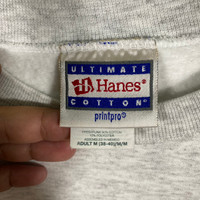 ULTIMATE
H Hanes®
COTTON®
printpro®
ADULT M (38-40)/M/M